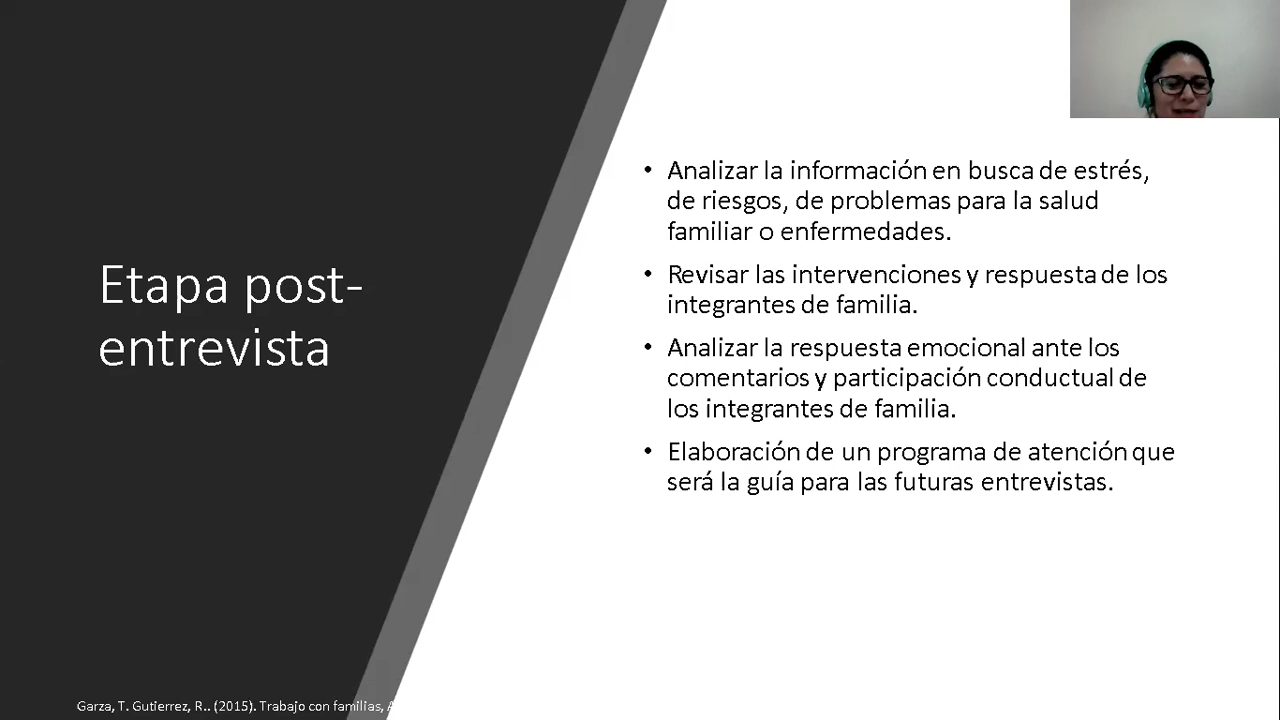 Etapa post-
entrevista
• Analizar la información en busca de estrés,
de riesgos, de problemas para la salud
familiar o enfermedades.
• Revisar las intervenciones y respuesta de los
integrantes de familia.
• Analizar la respuesta emocional ante los
comentarios y participación conductual de
los integrantes de familia.
• Elaboración de un programa de atención que
será la guía para las futuras entrevistas.
Garza, T. Gutierrez, R.. (2015). Trabajo con familias,